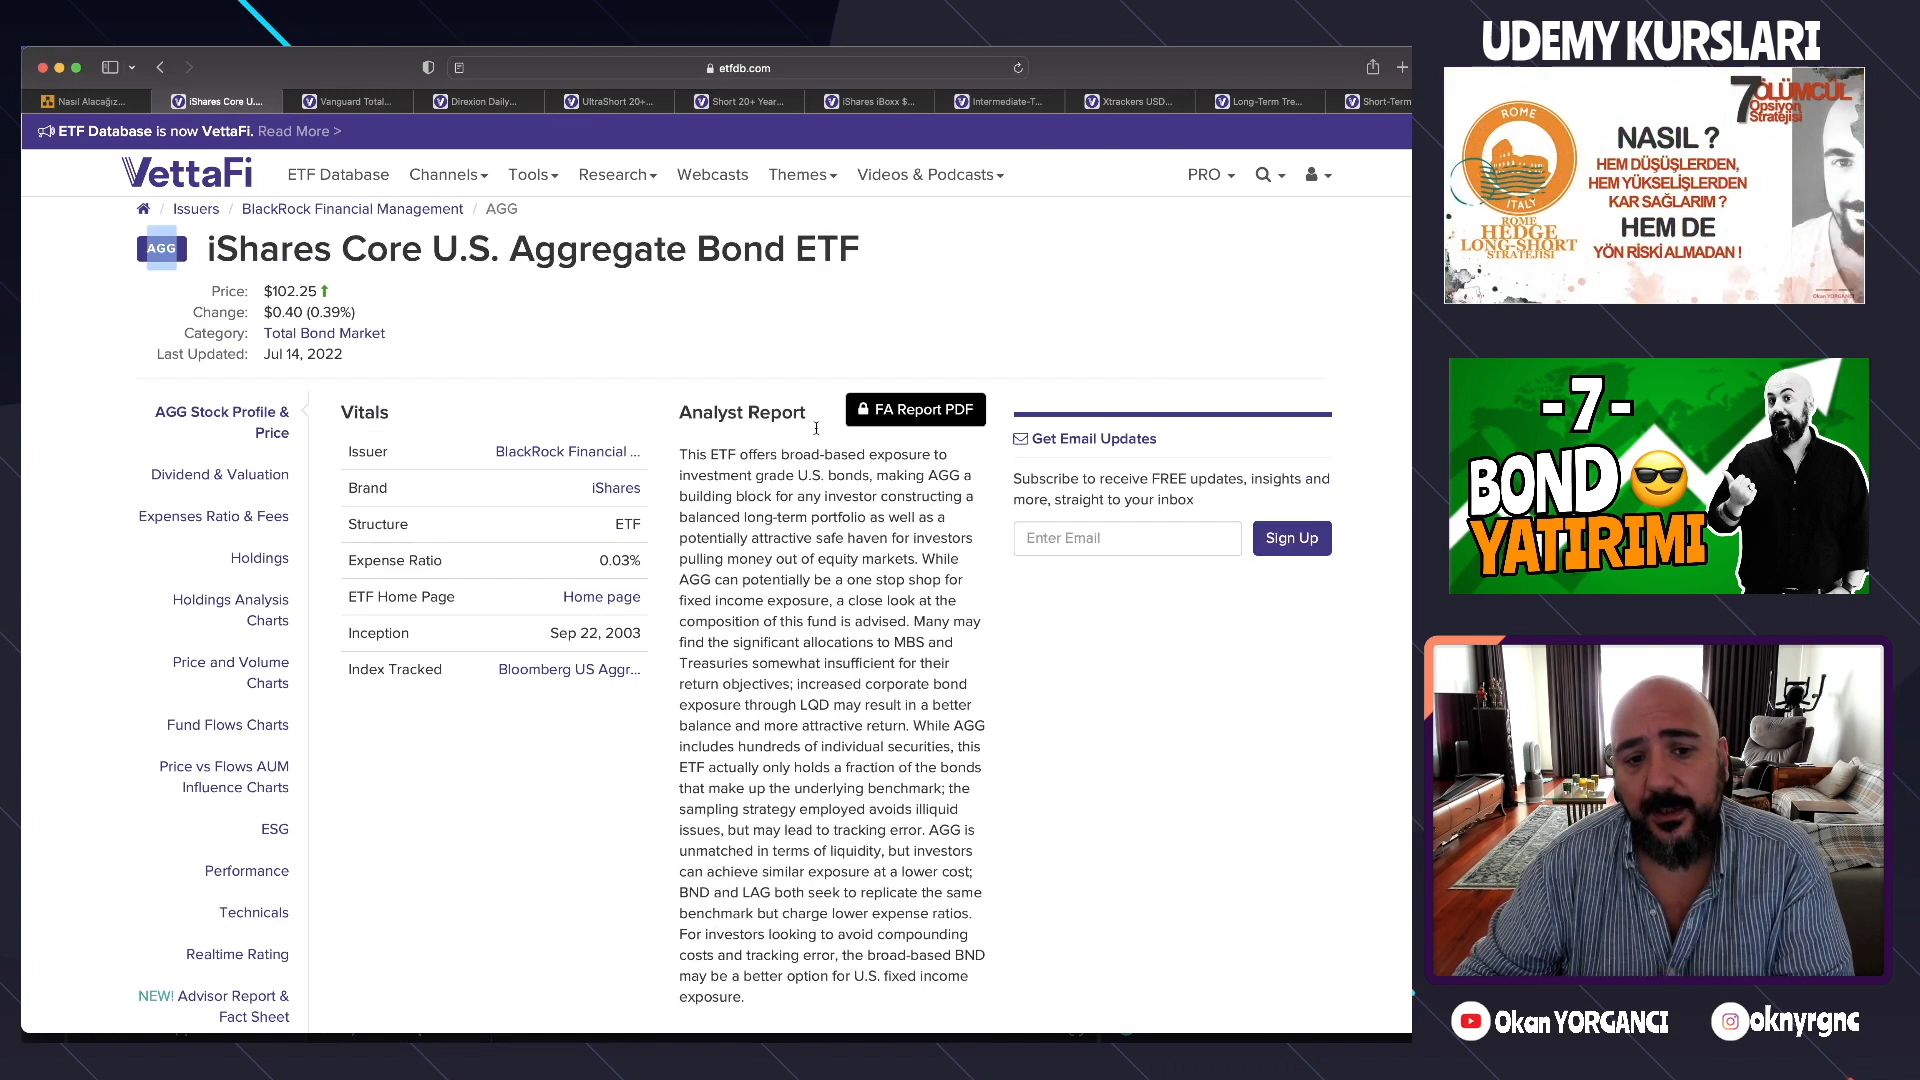 etfdb.com
Nasıl Alacağız...
iShares Core U....
Vanguard Total...
Direxion Daily...
UltraShort 20+...
Short 20+ Year...
iShares iBoxx $...
Intermediate-T...
Xtrackers USD...
Long-Term Tre...
Short-Term
ETF Database is now VettaFi. Read More >
VettaFi
ETF Database
Channels
Tools
Research
Webcasts
Themes
Videos & Podcasts
PRO
/ Issuers / BlackRock Financial Management / AGG
AGG
iShares Core U.S. Aggregate Bond ETF
Price: $102.25
Change: $0.40 (0.39%)
Category: Total Bond Market
Last Updated: Jul 14, 2022
AGG Stock Profile &
Price
Dividend & Valuation
Expenses Ratio & Fees
Holdings
Holdings Analysis
Charts
Price and Volume
Charts
Fund Flows Charts
Price vs Flows AUM
Influence Charts
ESG
Performance
Technicals
Realtime Rating
NEW! Advisor Report &
Fact Sheet
Vitals
Issuer BlackRock Financial ...
Brand iShares
Structure ETF
Expense Ratio 0.03%
ETF Home Page Home page
Inception Sep 22, 2003
Index Tracked Bloomberg US Aggr...
Analyst Report
FA Report PDF
This ETF offers broad-based exposure to
investment grade U.S. bonds, making AGG a
building block for any investor constructing a
balanced long-term portfolio as well as a
potentially attractive safe haven for investors
pulling money out of equity markets. While
AGG can potentially be a one stop shop for
fixed income exposure, a close look at the
composition of this fund is advised. Many may
find the significant allocations to MBS and
Treasuries somewhat insufficient for their
return objectives; increased corporate bond
exposure through LQD may result in a better
balance and more attractive return. While AGG
includes hundreds of individual securities, this
ETF actually only holds a fraction of the bonds
that make up the underlying benchmark; the
sampling strategy employed avoids illiquid
issues, but may lead to tracking error. AGG is
unmatched in terms of liquidity, but investors
can achieve similar exposure at a lower cost;
BND and LAG both seek to replicate the same
benchmark but charge lower expense ratios.
For investors looking to avoid compounding
costs and tracking error, the broad-based BND
may be a better option for U.S. fixed income
exposure.
Get Email Updates
Subscribe to receive FREE updates, insights and
more, straight to your inbox
Enter Email
Sign Up
UDEMY KURSLARI
7 ÖLÜMCÜL
Opsiyon
Stratejisi
ROME
ITALY
ROME
HEDGE
LONG-SHORT
STRATEJİSİ
NASIL ?
HEM DÜŞÜŞLERDEN,
HEM YÜKSELİŞLERDEN
KAR SAĞLARIM ?
HEM DE
YÖN RİSKİ ALMADAN !
Okan YORGANCI
-7-
BOND
YATIRIMI
Okan YORGANCI
oknyrgnc